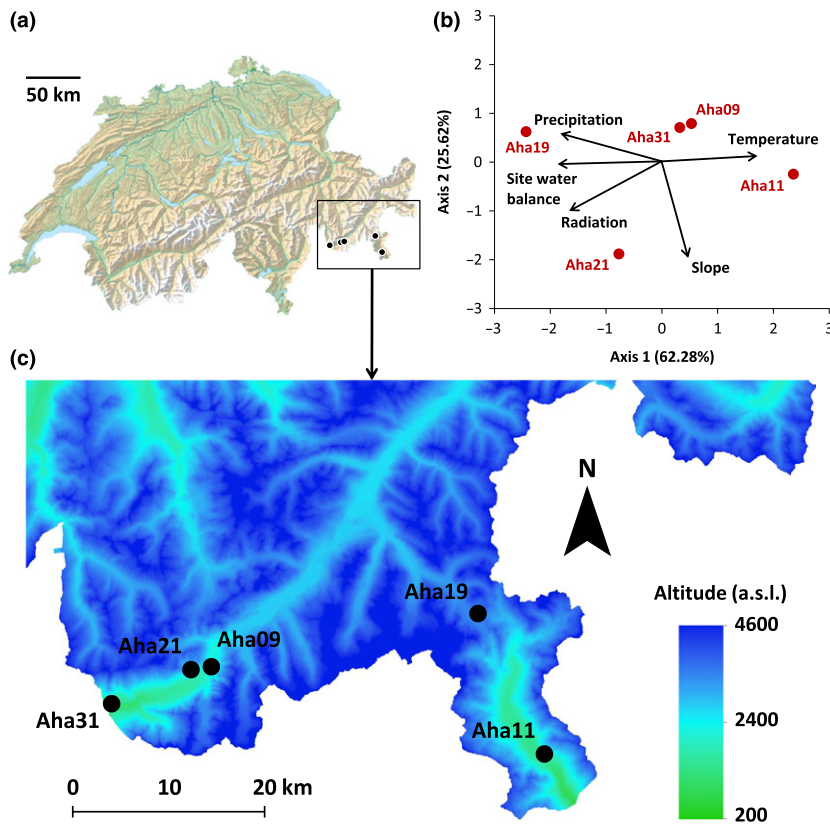 (a)
50 km
(b)
3
2
1
0
−1
−2
−3
Axis 2 (25.62%)
−3
−2
−1
0
1
2
3
Axis 1 (62.28%)
Precipitation
Aha19
Site water
balance
Radiation
Aha09
Aha31
Temperature
Aha11
Aha21
Slope
(c)
N
Aha19
Aha21
Aha09
Aha31
Aha11
Altitude (a.s.l.)
4600
2400
200
0
10
20 km